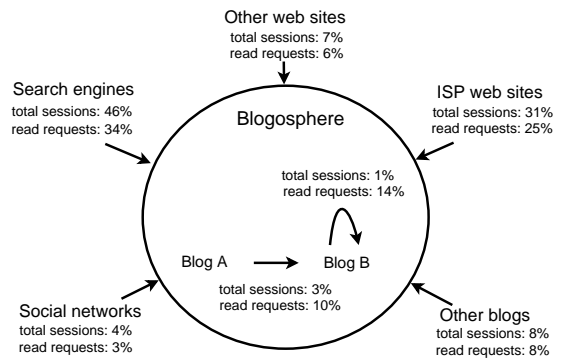 Other web sites
total sessions: 7%
read requests: 6%
Search engines
total sessions: 46%
read requests: 34%
ISP web sites
total sessions: 31%
read requests: 25%
Blogosphere
total sessions: 1%
read requests: 14%
Blog A
Blog B
total sessions: 3%
read requests: 10%
Social networks
total sessions: 4%
read requests: 3%
Other blogs
total sessions: 8%
read requests: 8%